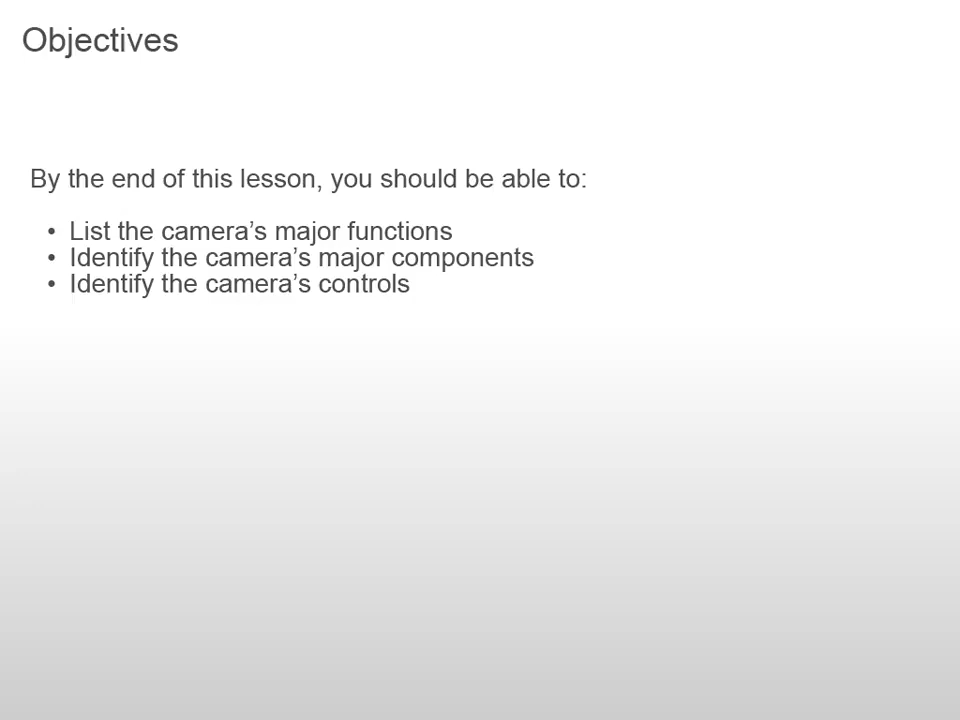 Objectives
By the end of this lesson, you should be able to:
• List the camera’s major functions
• Identify the camera’s major components
• Identify the camera’s controls